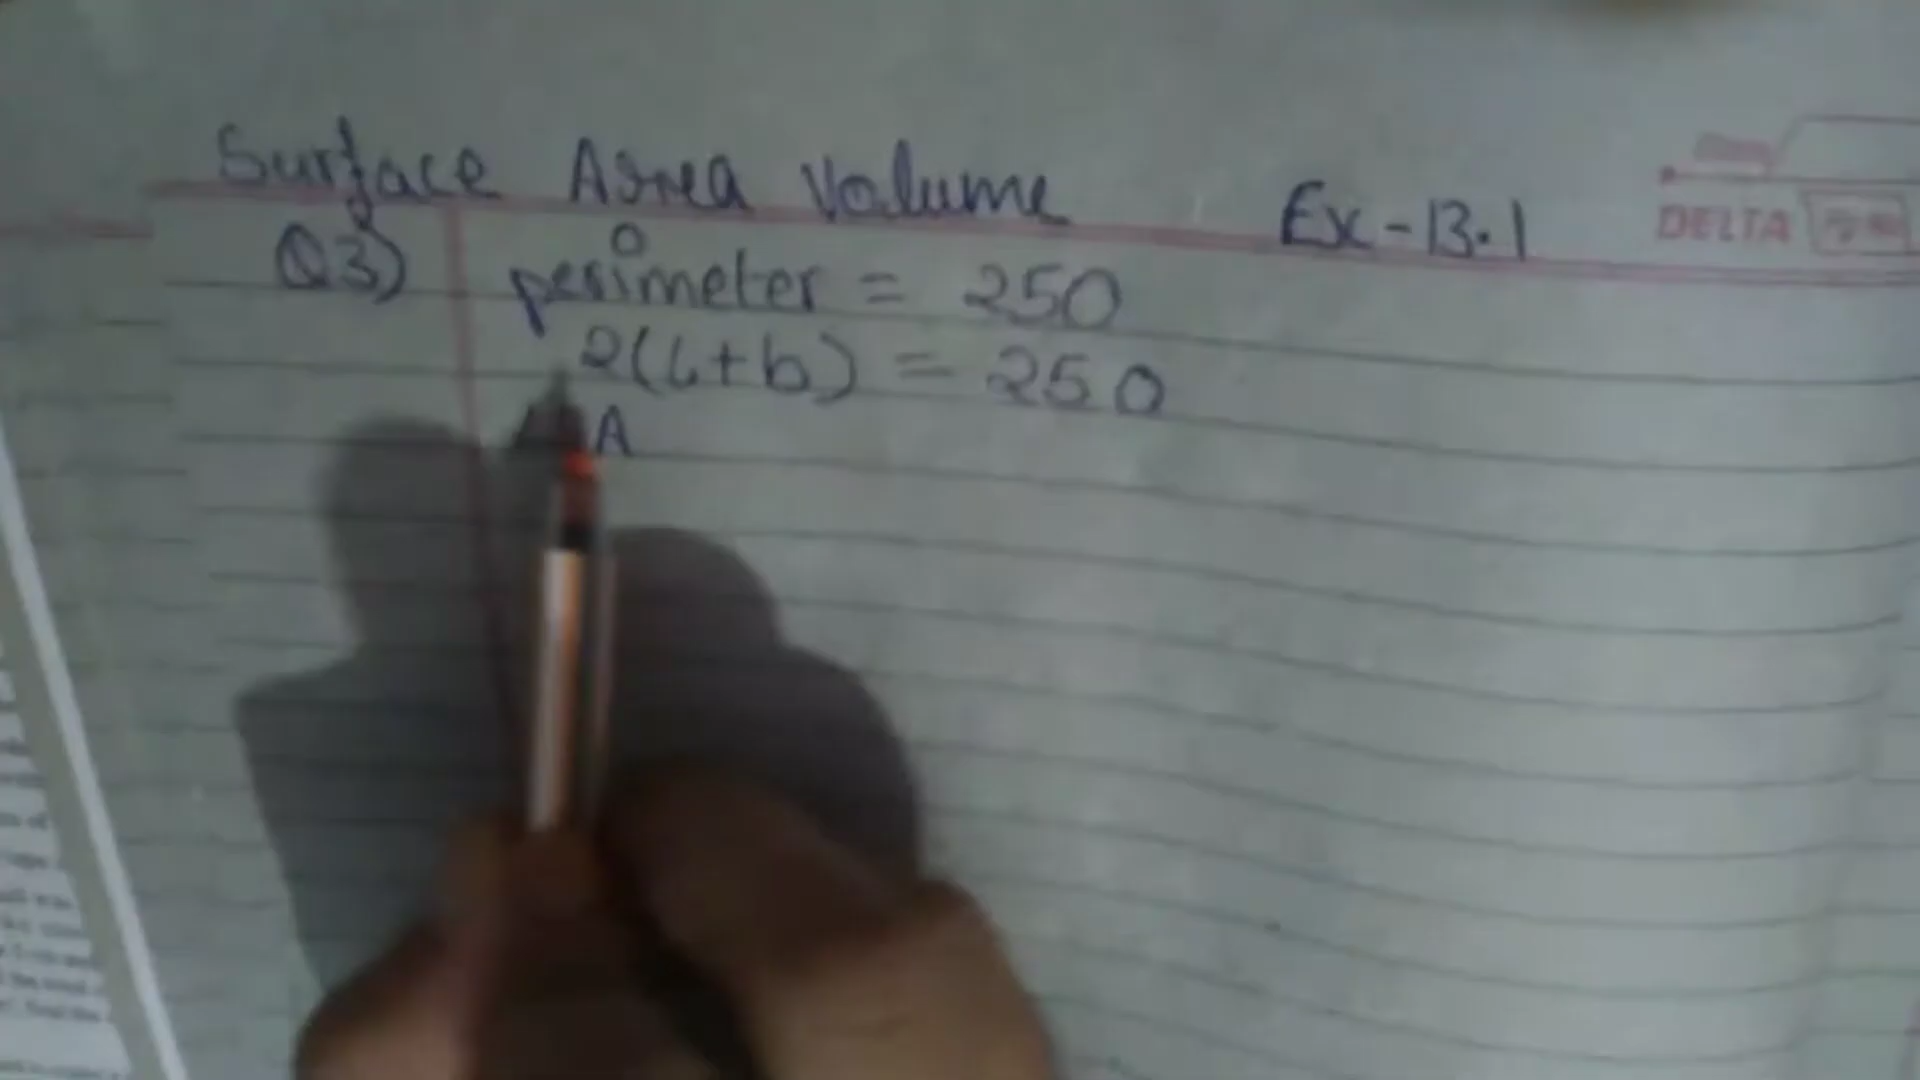 Surface Area Volume Ex-13.1
DELTA
Q3) perimeter = 250
2(l+b) = 250
A